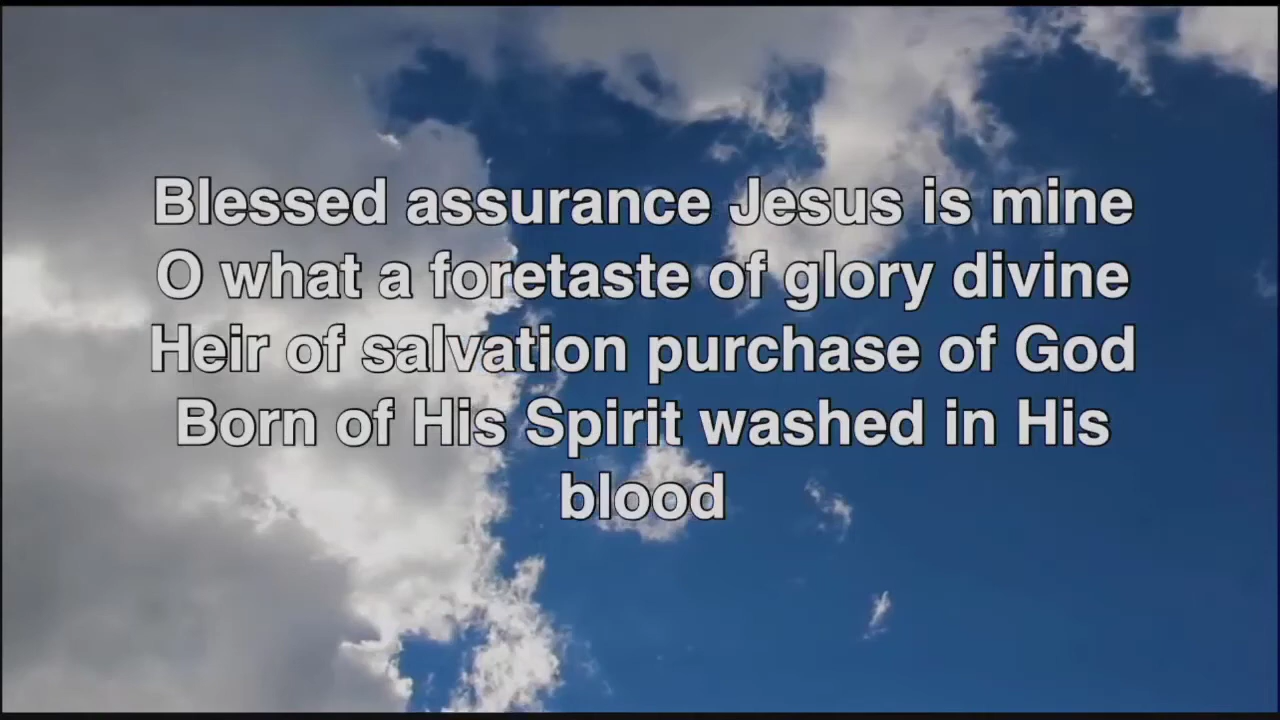 Blessed assurance Jesus is mine
O what a foretaste of glory divine
Heir of salvation purchase of God
Born of His Spirit washed in His
blood